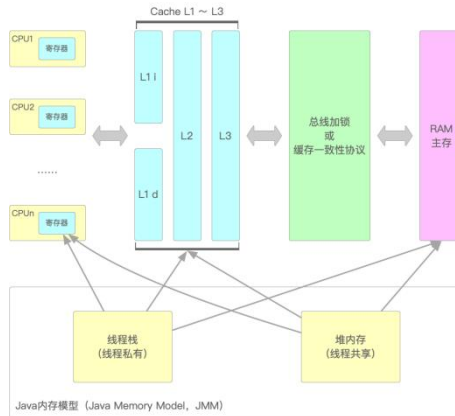 Cache L1 ～ L3
CPU1
寄存器
CPU2
寄存器
……
CPUn
寄存器
L1 i
L1 d
L2
L3
总线加锁
或
缓存一致性协议
RAM
主存
线程栈
（线程私有）
堆内存
（线程共享）
Java内存模型（Java Memory Model，JMM）